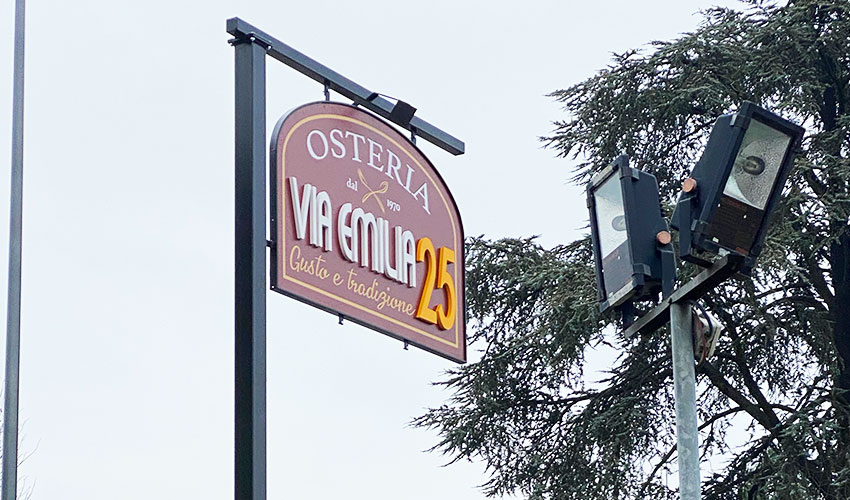 OSTERIA
dal 1970
VIA EMILIA 25
Gusto e tradizione